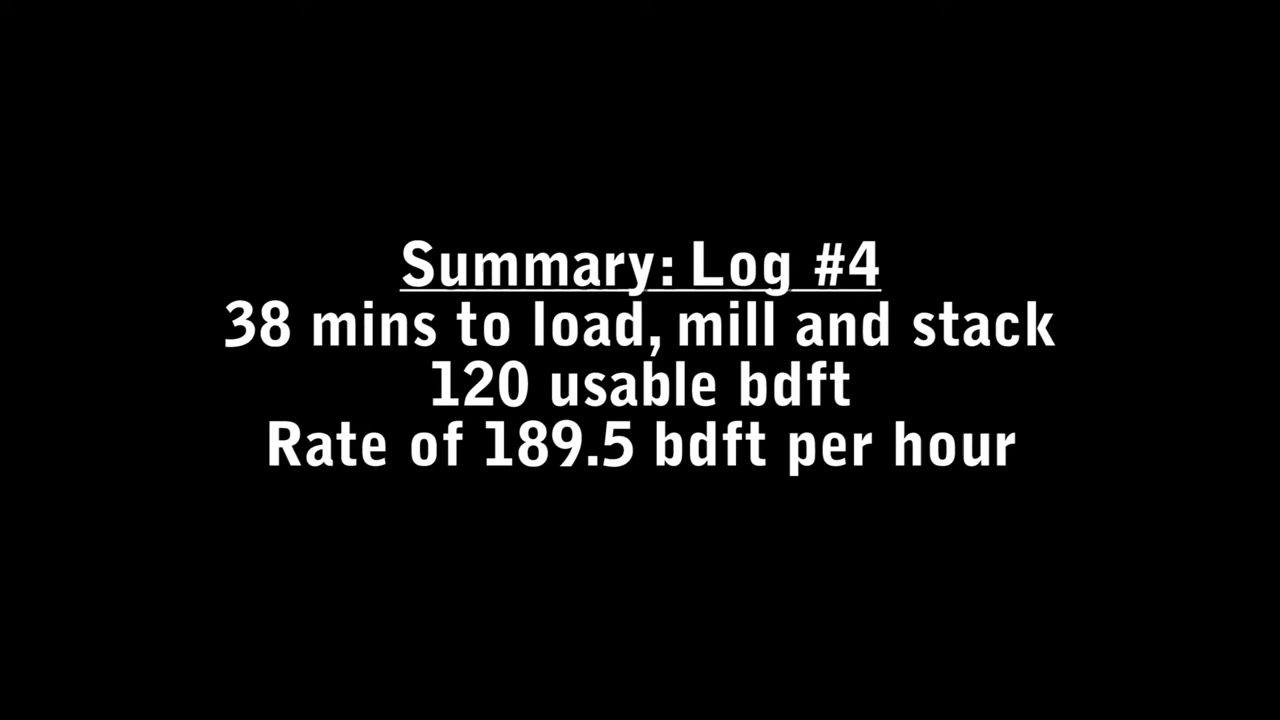 Summary: Log #4
38 mins to load, mill and stack
120 usable bdft
Rate of 189.5 bdft per hour